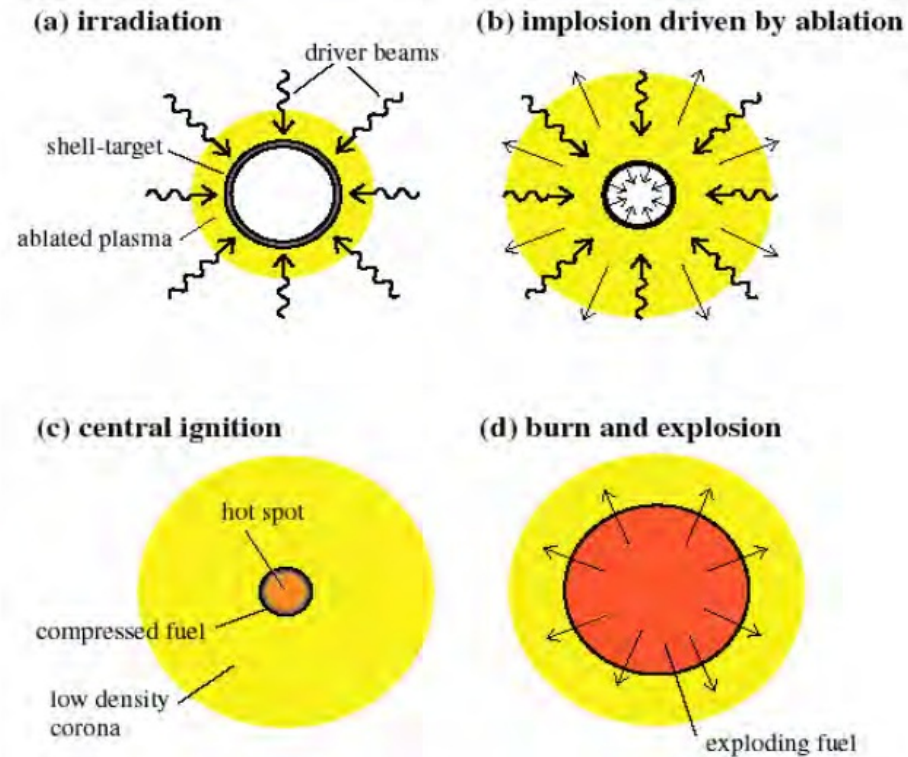 (a) irradiation
driver beams
shell-target
ablated plasma
(b) implosion driven by ablation
(c) central ignition
hot spot
compressed fuel
low density
corona
(d) burn and explosion
exploding fuel